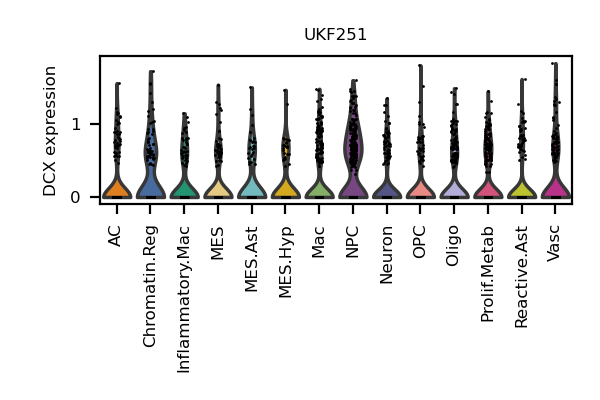 UKF251
DCX expression
1
0
AC
Chromatin.Reg
Inflammatory.Mac
MES
MES.Ast
MES.Hyp
Mac
NPC
Neuron
OPC
Oligo
Prolif.Metab
Reactive.Ast
Vasc